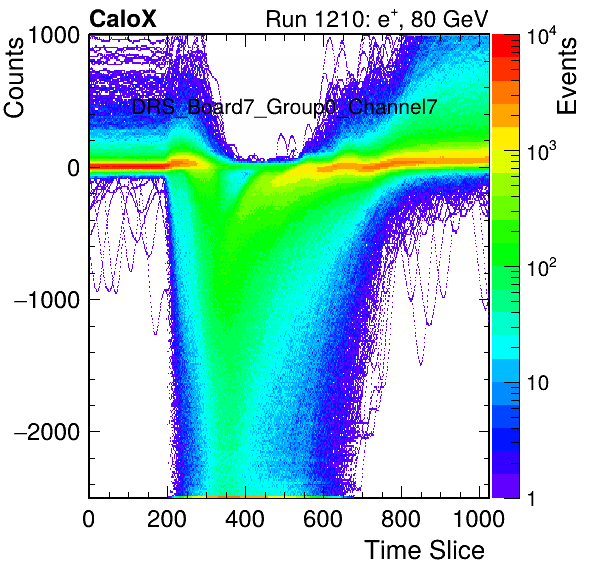 CaloX Run 1210: e⁺, 80 GeV
Counts
Events
DRS_Board7_Group0_Channel7
1000
0
−1000
−2000
0 200 400 600 800 1000
Time Slice
10⁴
10³
10²
10
1